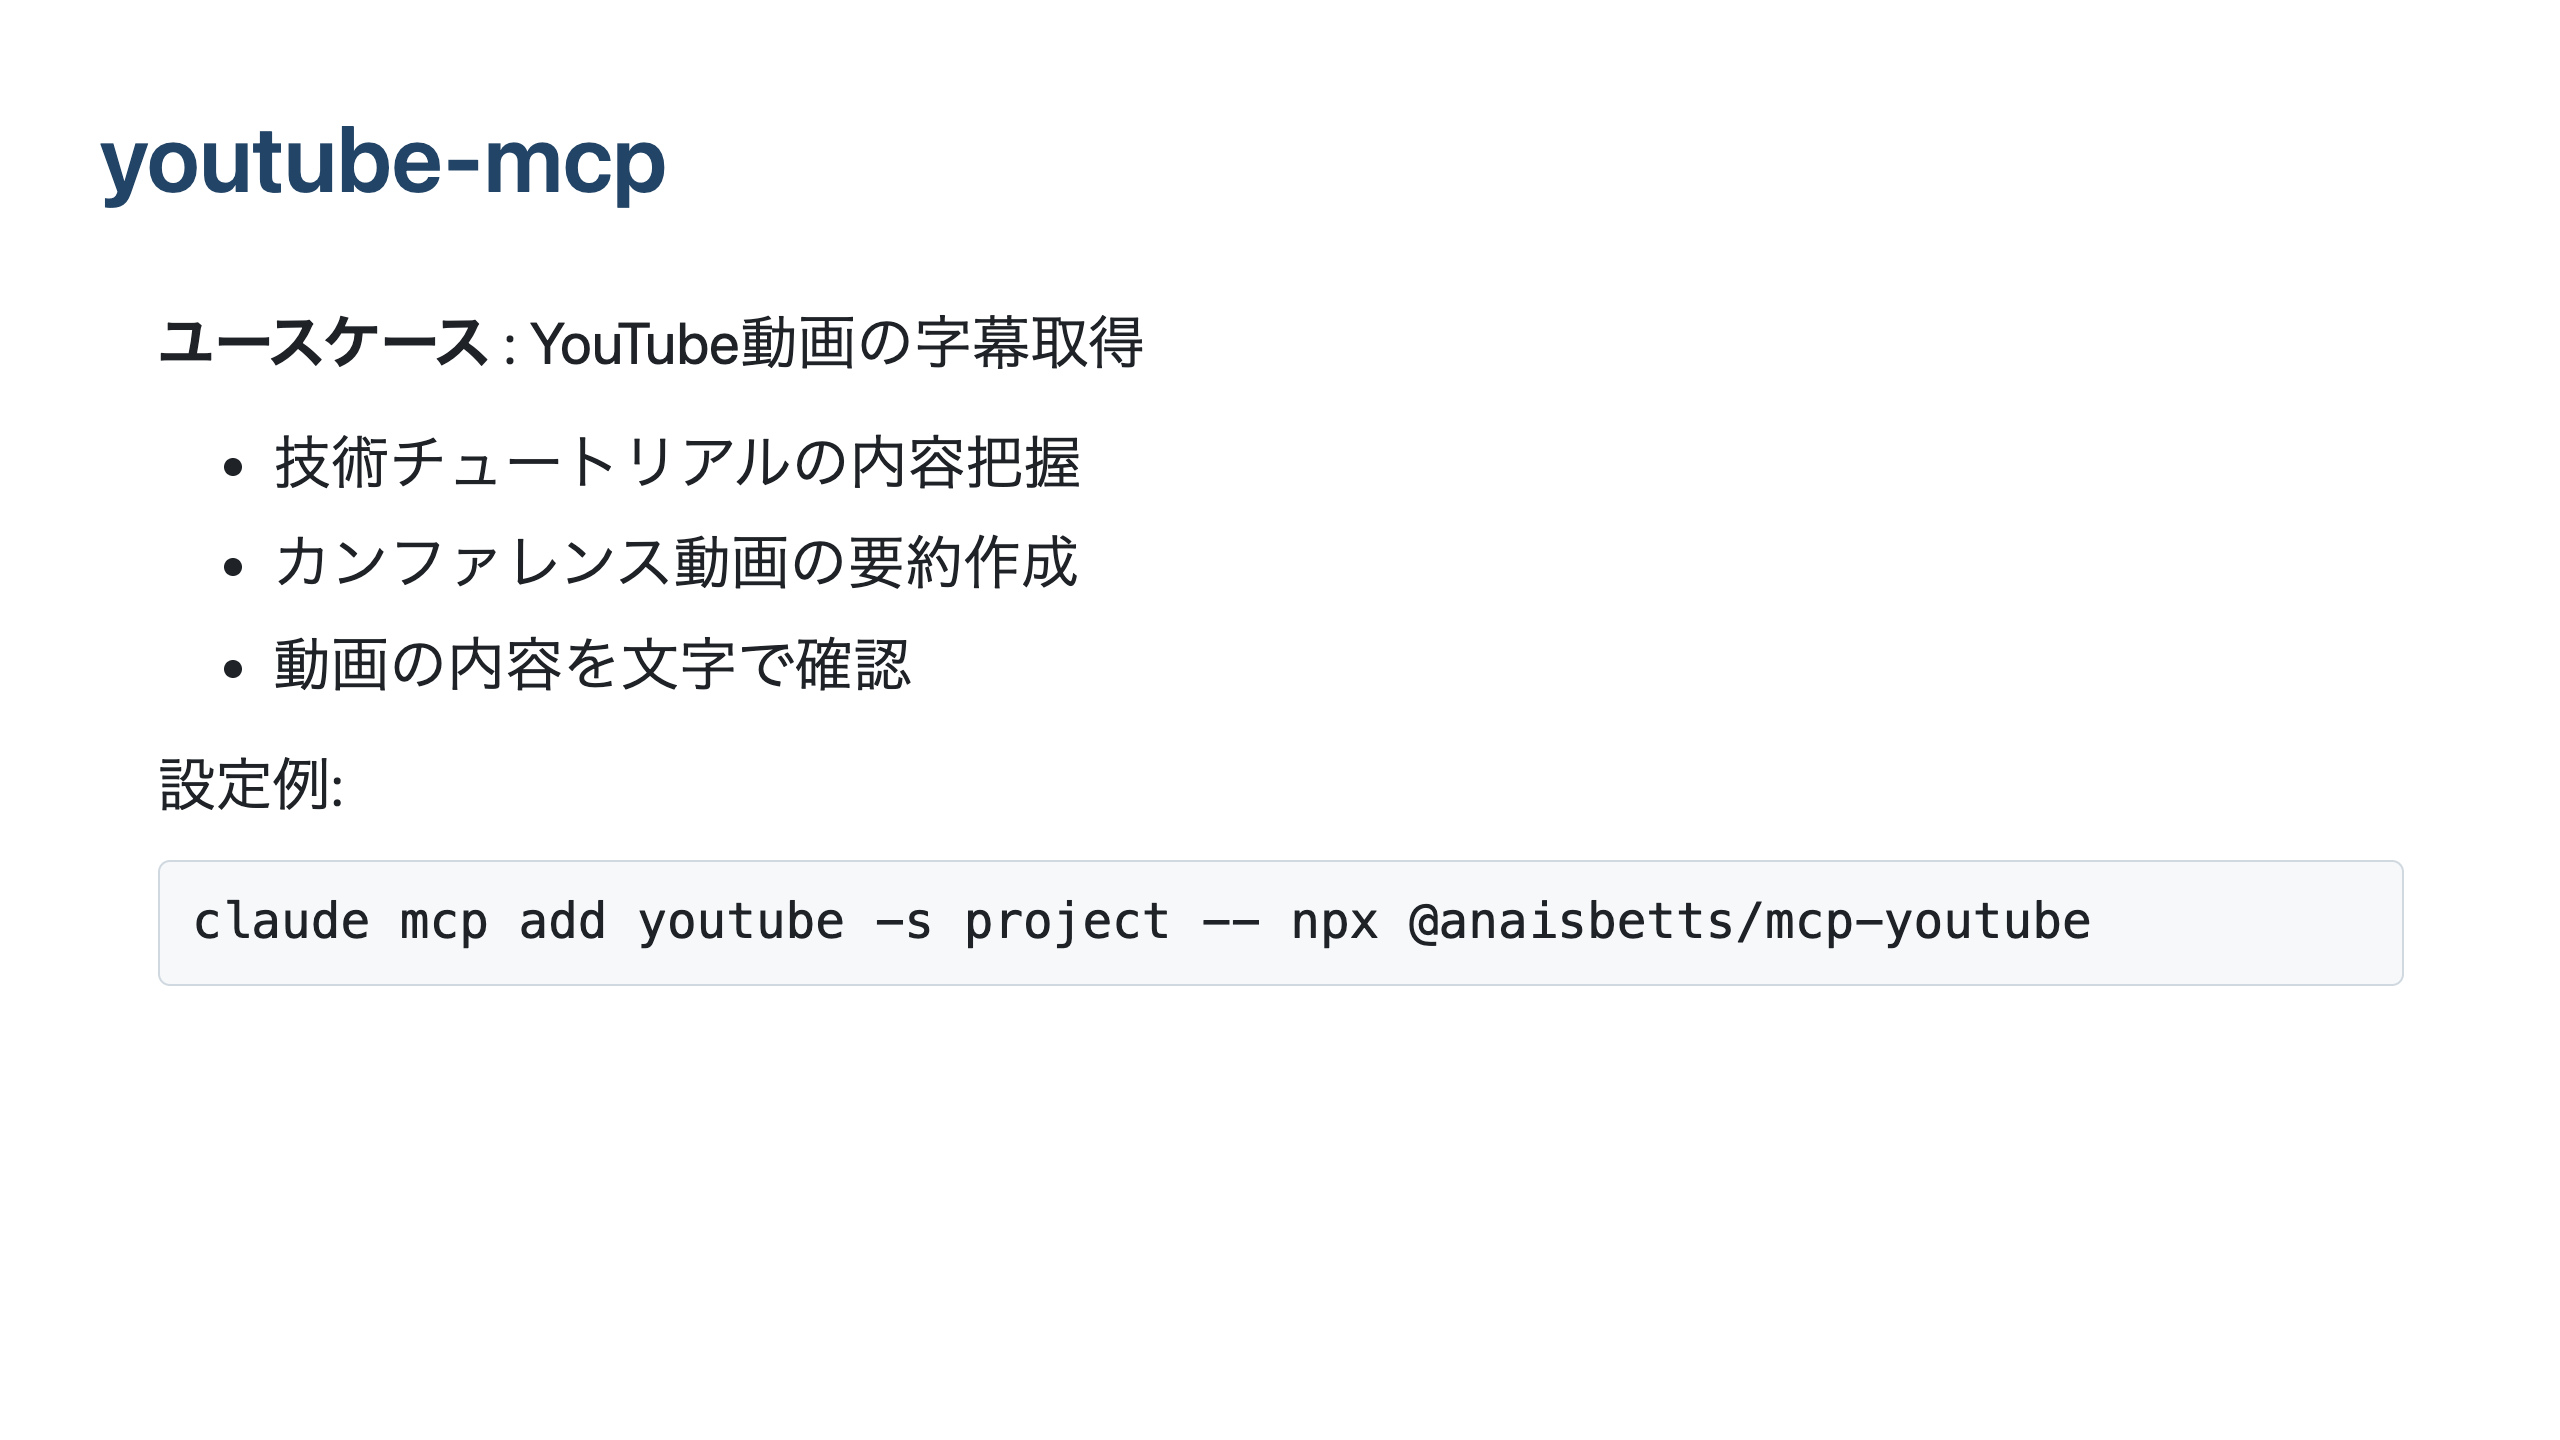 youtube-mcp
ユースケース : YouTube動画の字幕取得
• 技術チュートリアルの内容把握
• カンファレンス動画の要約作成
• 動画の内容を文字で確認
設定例:
claude mcp add youtube -s project -- npx @anaisbetts/mcp-youtube